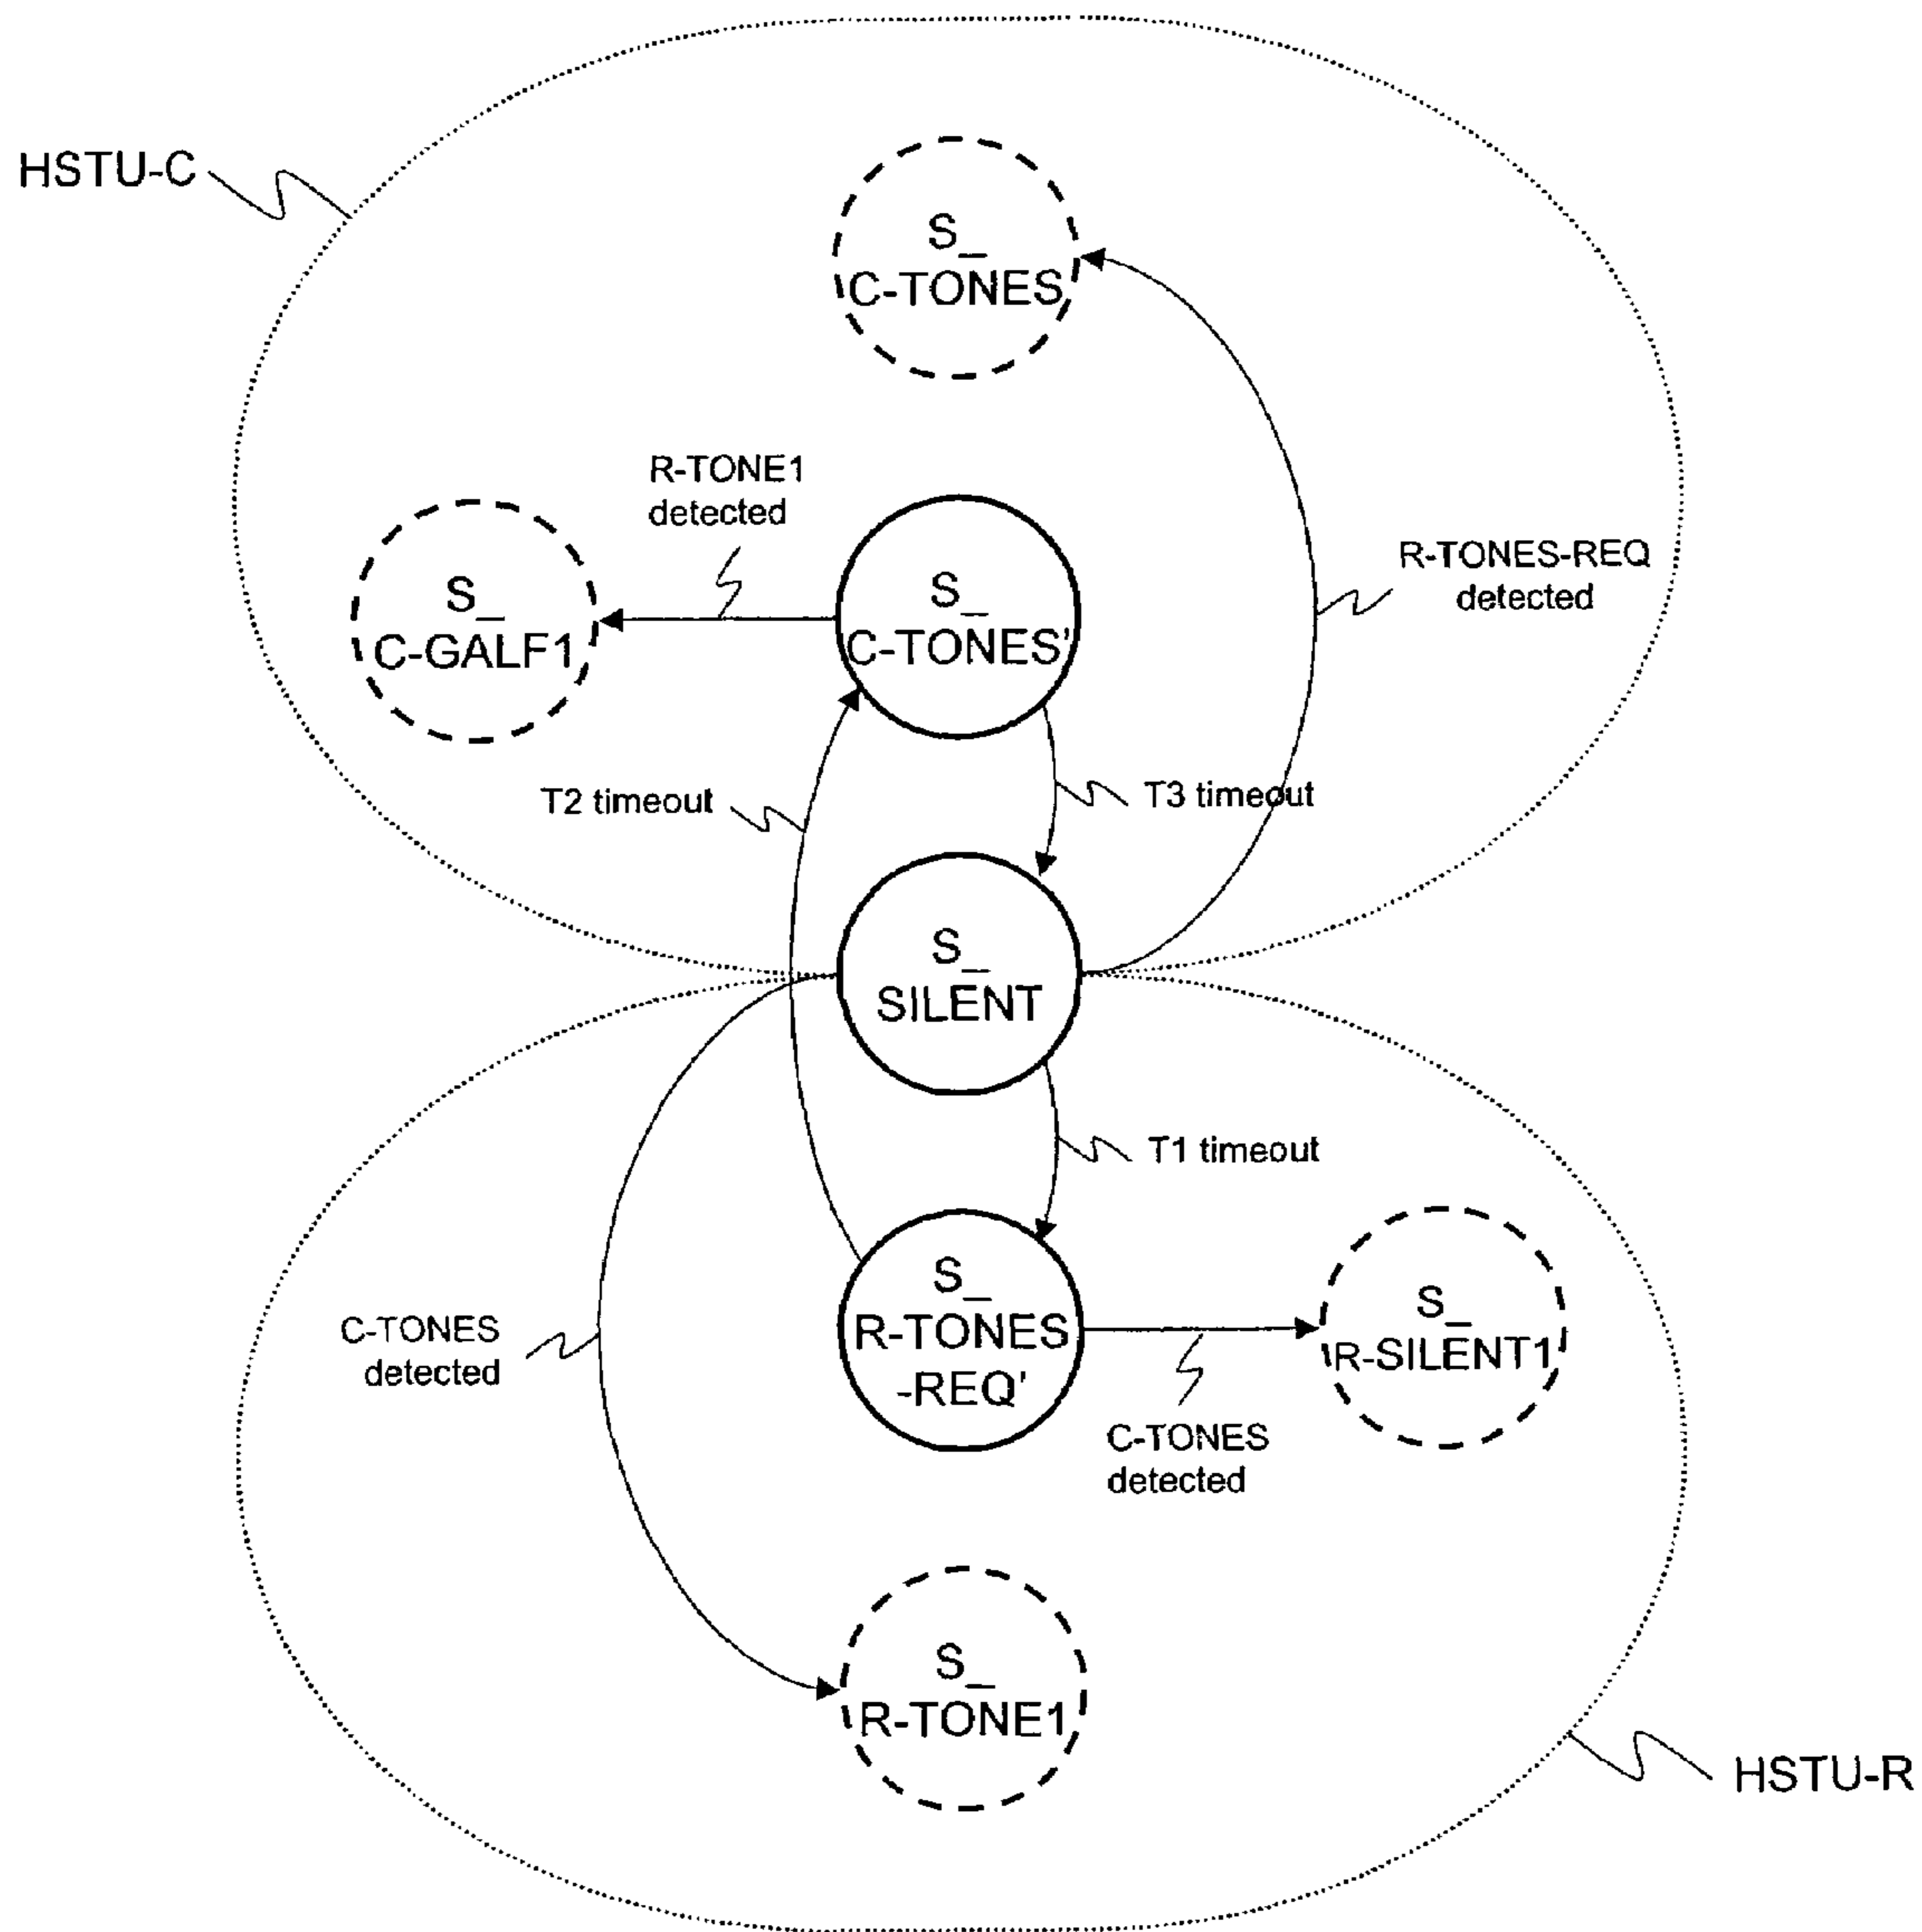 HSTU-C
S_
C-TONES
R-TONE1
detected
S_
C-GALF1
S_
C-TONES'
R-TONES-REQ
detected
T2 timeout
T3 timeout
S_
SILENT
T1 timeout
C-TONES
detected
S_
R-TONES
-REQ'
S_
R-SILENT1
C-TONES
detected
S_
R-TONE1
HSTU-R